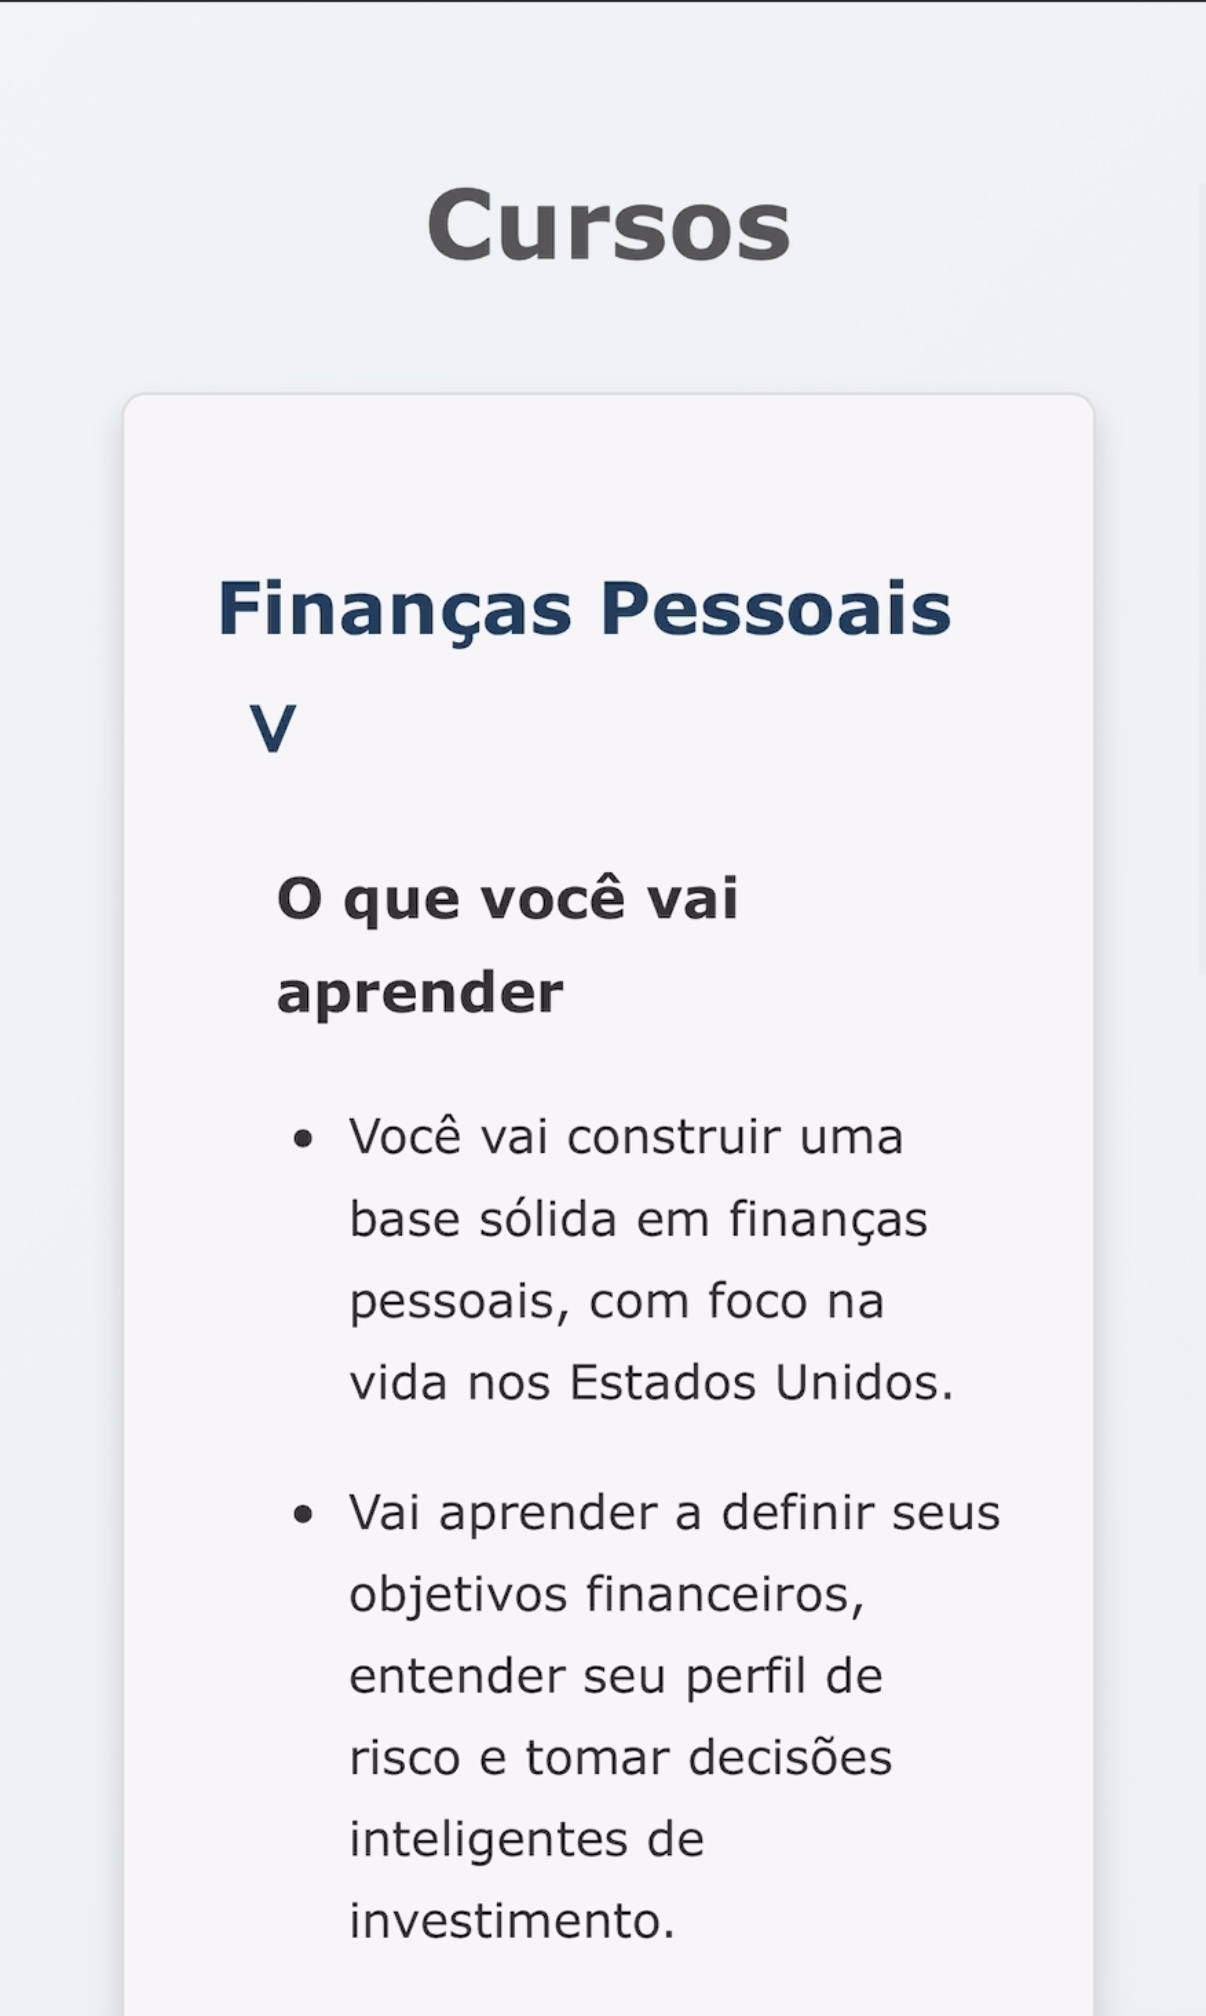 Cursos
Finanças Pessoais
V
O que você vai
aprender
• Você vai construir uma
base sólida em finanças
pessoais, com foco na
vida nos Estados Unidos.
• Vai aprender a definir seus
objetivos financeiros,
entender seu perfil de
risco e tomar decisões
inteligentes de
investimento.